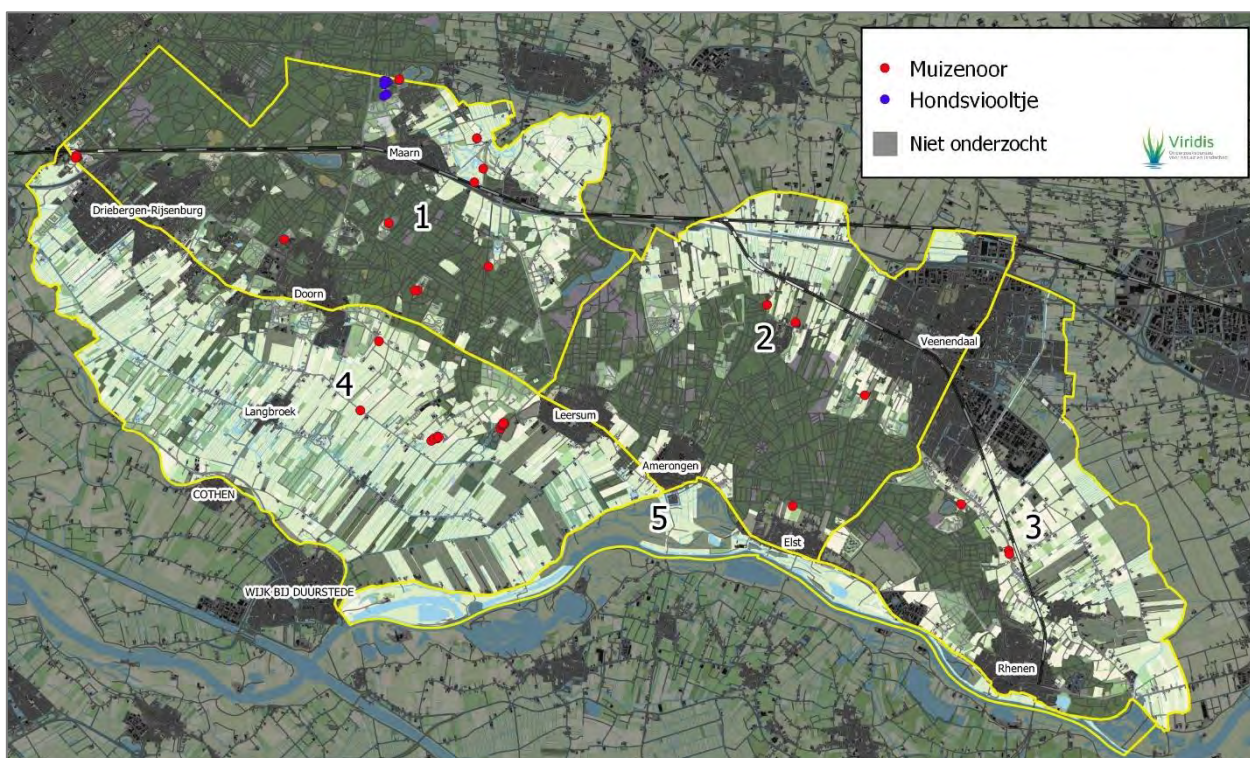 Muizenoor
Hondsviooltje
Niet onderzocht
Viridis
Maarn
1
Driebergen-Rijsenburg
Doorn
2
Veenendaal
4
Langbroek
Leersum
Amerongen
COTHEN
5
Elst
3
WIJK BIJ DUURSTEDE
Rhenen